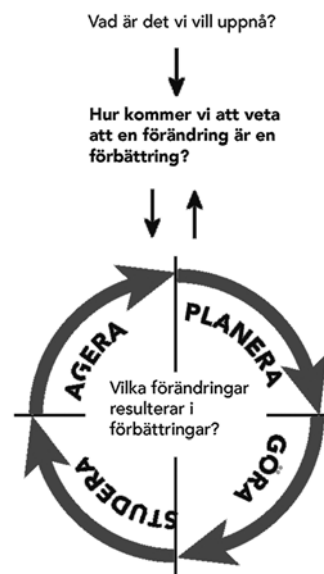 Vad är det vi vill uppnå?
Hur kommer vi att veta
att en förändring är en
förbättring?
AGERA
PLANERA
Vilka förändringar
resulterar i
förbättringar?
STUDERA
GÖRA